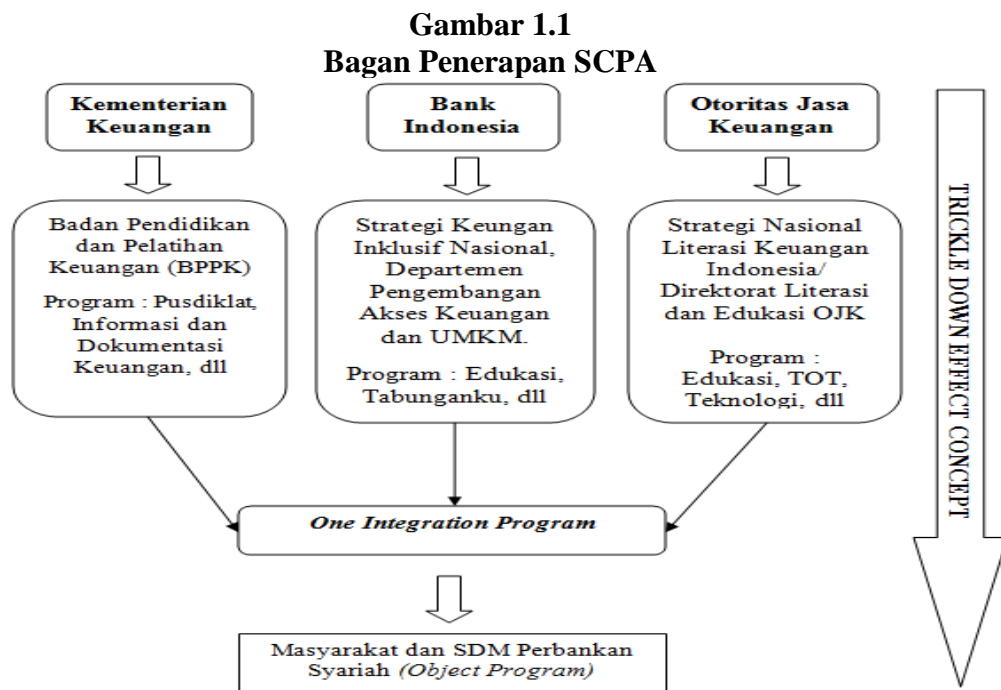 Gambar 1.1
Bagan Penerapan SCPA
Kementerian
Keuangan
Bank
Indonesia
Otoritas Jasa
Keuangan
Badan Pendidikan
dan Pelatihan
Keuangan (BPPK)
Program : Pusdiklat,
Informasi dan
Dokumentasi
Keuangan, dll
Strategi Keungan
Inklusif Nasional,
Departemen
Pengembangan
Akses Keuangan
dan UMKM.
Program : Edukasi,
Tabunganku, dll
Strategi Nasional
Literasi Keuangan
Indonesia/
Direktorat Literasi
dan Edukasi OJK
Program :
Edukasi, TOT,
Teknologi, dll
One Integration Program
Masyarakat dan SDM Perbankan
Syariah (Object Program)
TRICKLE DOWN EFFECT CONCEPT